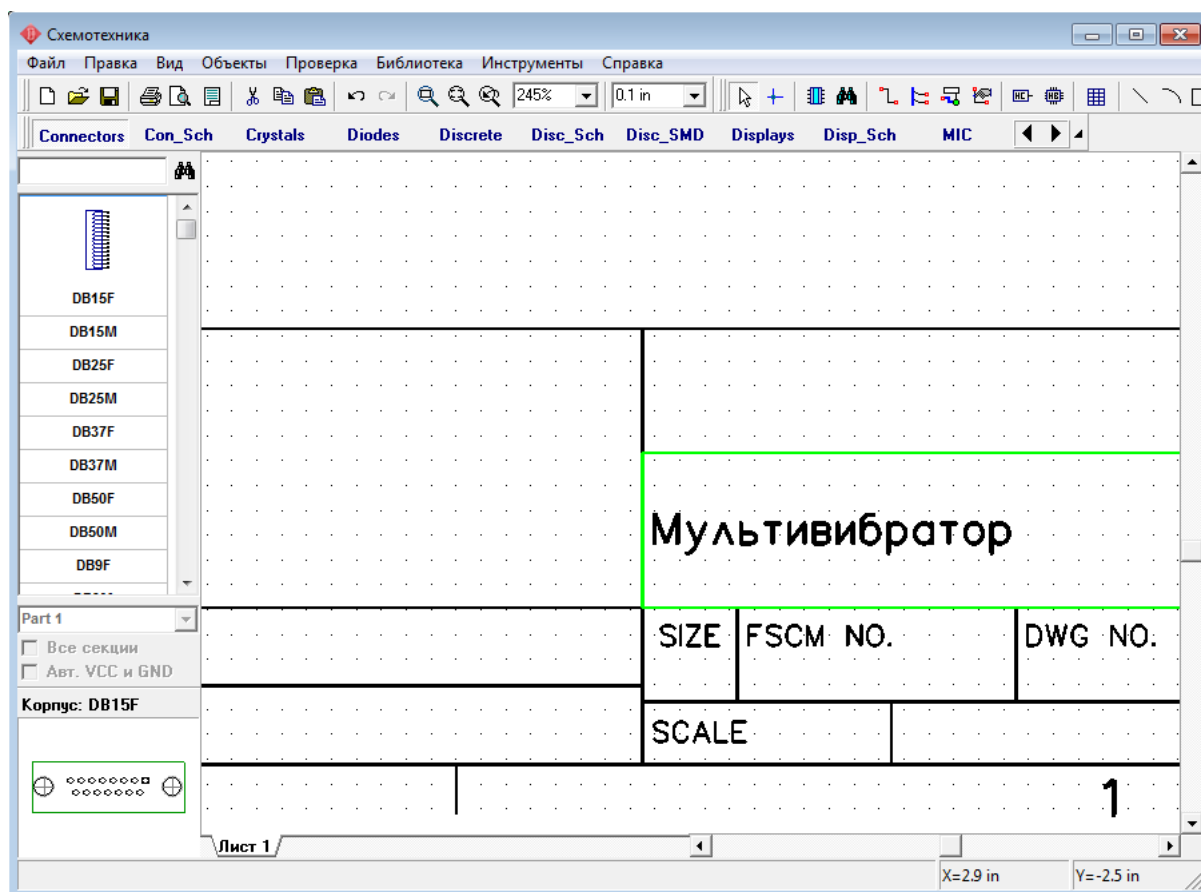 Схемотехника
Файл Правка Вид Объекты Проверка Библиотека Инструменты Справка
245% 0.1 in
Connectors Con_Sch Crystals Diodes Discrete Disc_Sch Disc_SMD Displays Disp_Sch MIC
DB15F
DB15M
DB25F
DB25M
DB37F
DB37M
DB50F
DB50M
DB9F
Part 1
Все секции
Авт. VCC и GND
Корпус: DB15F
Мультивибратор
SIZE FSCM NO. DWG NO.
SCALE
1
Лист 1
X=2.9 in Y=-2.5 in